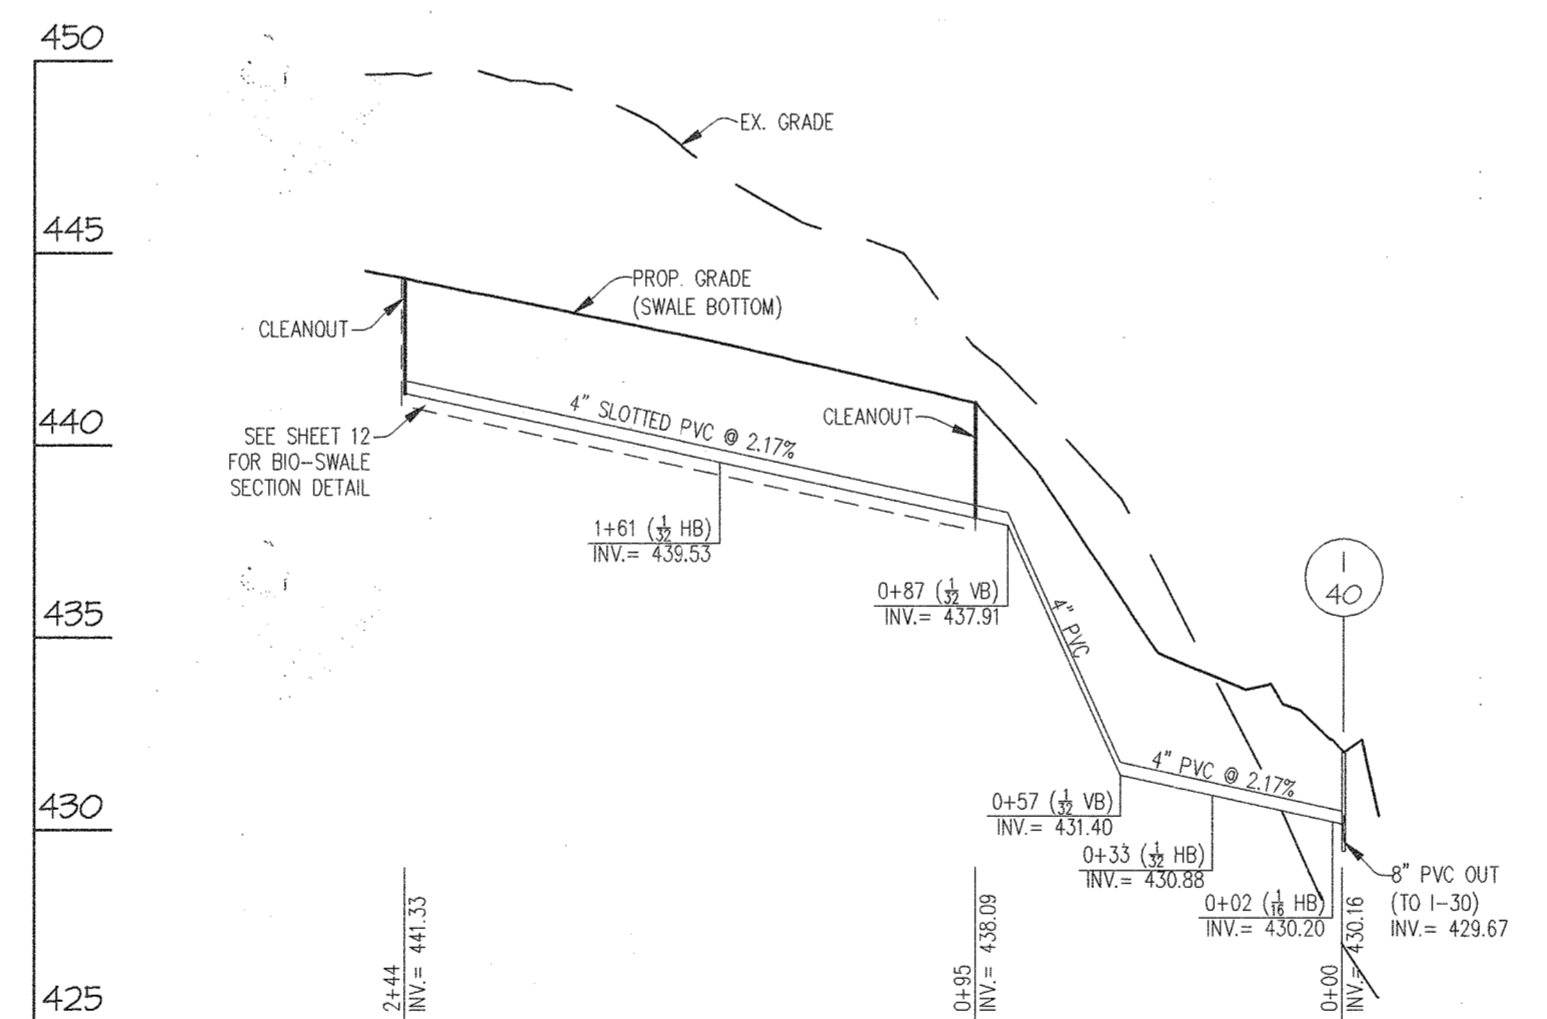 450
EX. GRADE
445
PROP. GRADE
(SWALE BOTTOM)
CLEANOUT
440
4" SLOTTED PVC @ 2.17%
CLEANOUT
SEE SHEET 12
FOR BIO-SWALE
SECTION DETAIL
1+61 (1/32 HB)
INV.= 439.53
I
40
0+87 (1/32 VB)
INV.= 437.91
435
4" PVC
4" PVC @ 2.17%
430
0+57 (1/32 VB)
INV.= 431.40
0+33 (1/32 HB)
INV.= 430.88
8" PVC OUT
(TO I-30)
INV.= 429.67
0+02 (1/16 HB)
INV.= 430.20
425
2+44
INV.= 441.33
0+95
INV.= 438.09
0+00
INV.= 430.16